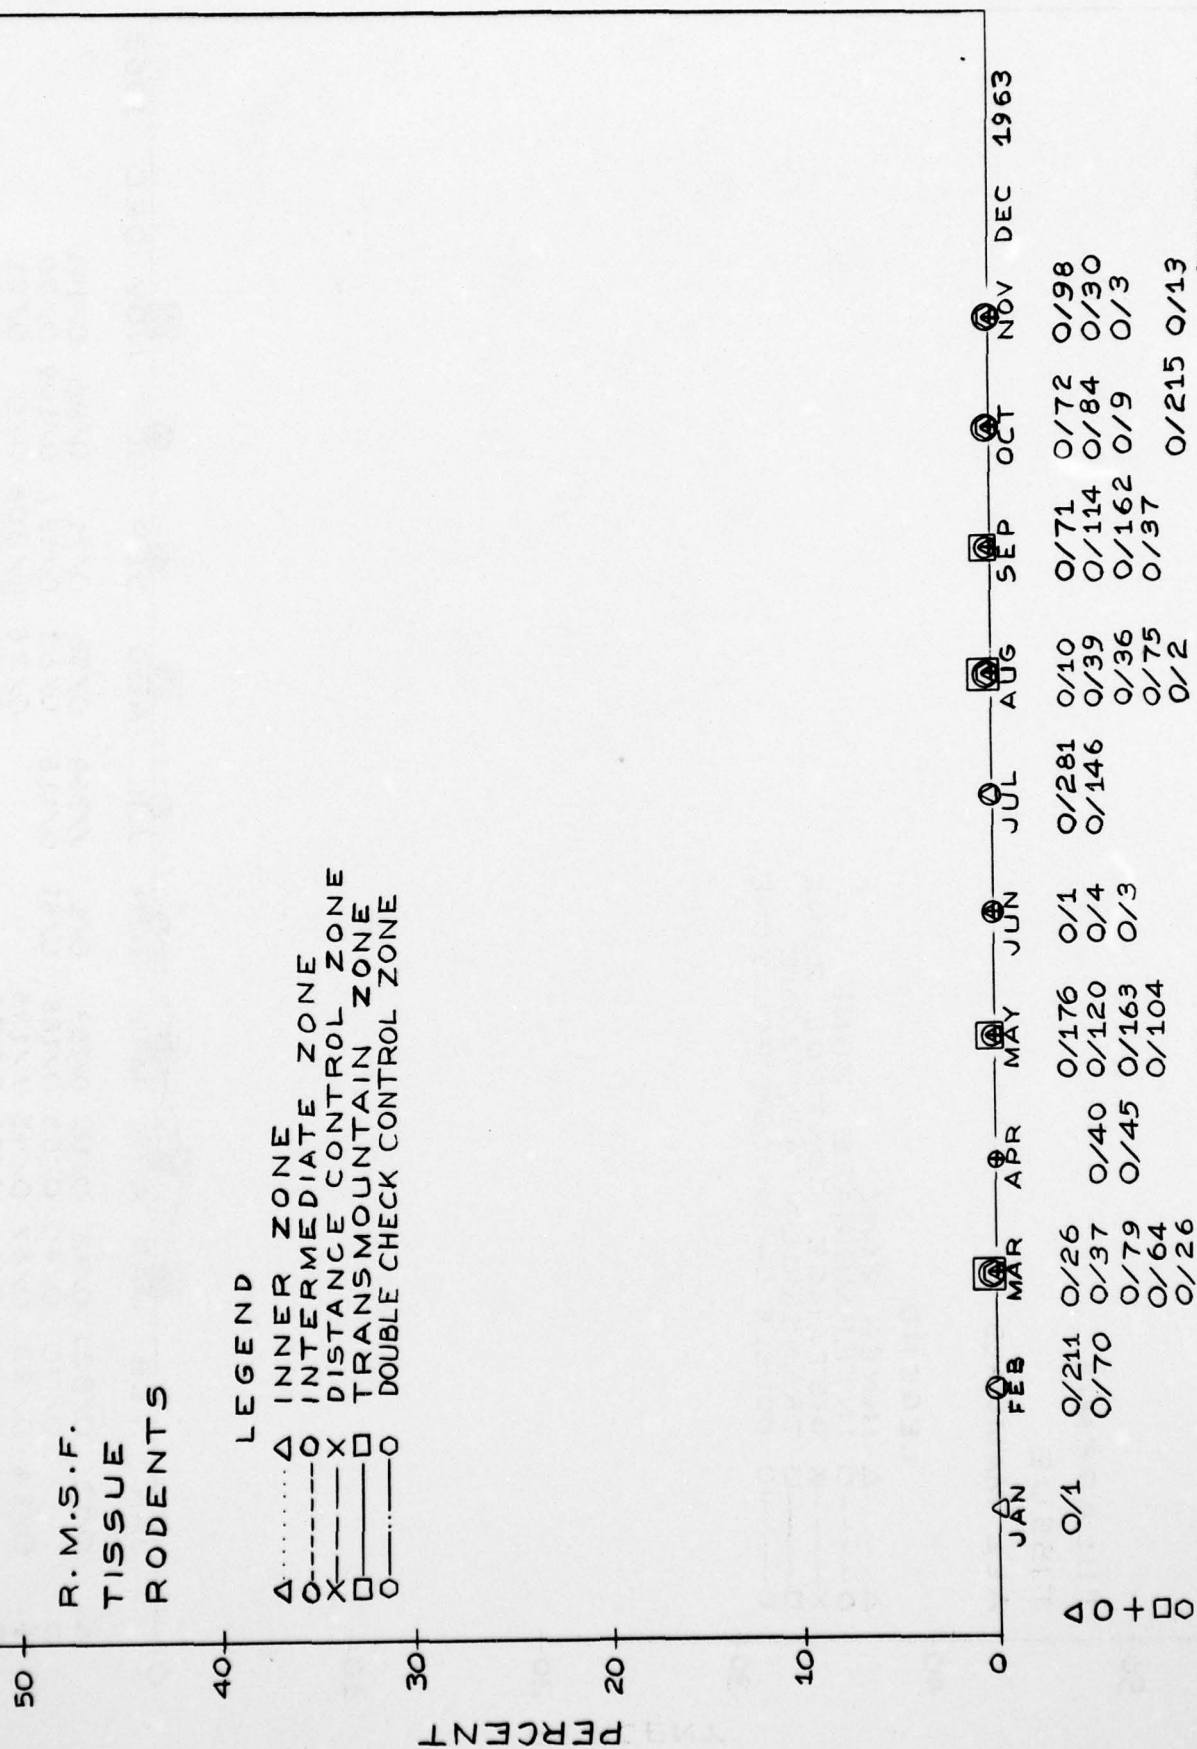 R.M.S.F.
TISSUE
RODENTS
LEGEND
△ △ INNER ZONE
O O INTERMEDIATE ZONE
X X DISTANCE CONTROL ZONE
□ □ TRANSMOUNTAIN ZONE
⬡ ⬡ DOUBLE CHECK CONTROL ZONE
PERCENT
50
40
30
20
10
0
JAN FEB MAR APR MAY JUN JUL AUG SEP OCT NOV DEC 1963
△ 0/1 0/211 0/26 0/176 0/1 0/281 0/10 0/71 0/72 0/98
O 0/70 0/37 0/40 0/120 0/4 0/146 0/39 0/114 0/84 0/30
+ 0/79 0/45 0/163 0/3 0/36 0/162 0/9 0/3
□ 0/64 0/104 0/75 0/37
⬡ 0/26 0/2 0/215 0/13